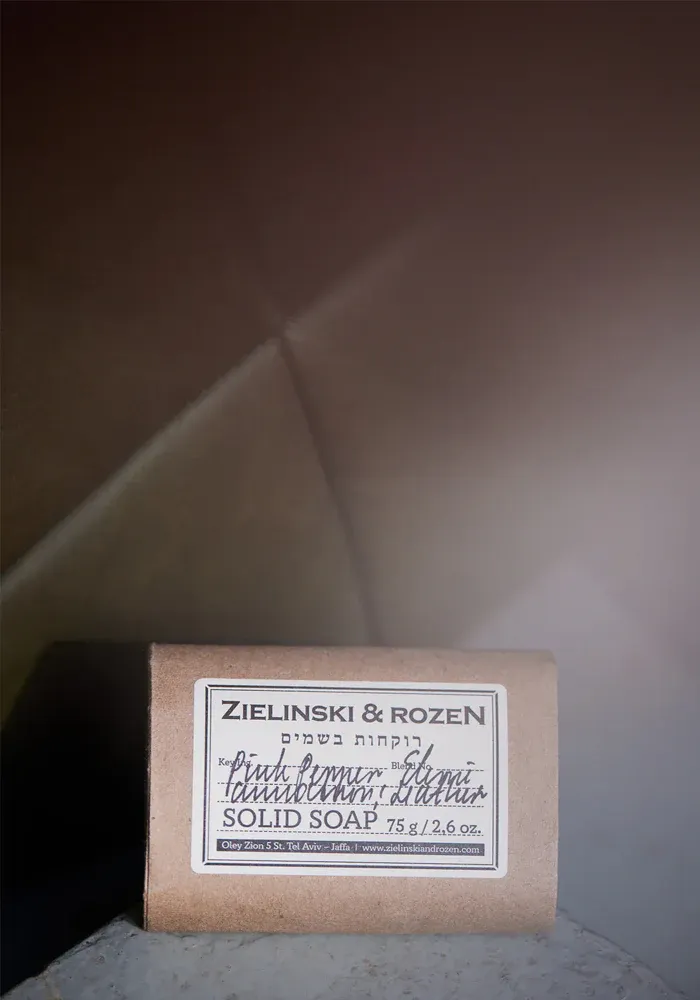 ZIELINSKI & ROZEN
רוקחות בשמים
Key Ing. Blend No.
Pink Pepper, Elemi
Cinnamon, Leather
SOLID SOAP 75 g / 2,6 oz.
Oley Zion 5 St. Tel Aviv – Jaffa | www.zielinskiandrozen.com